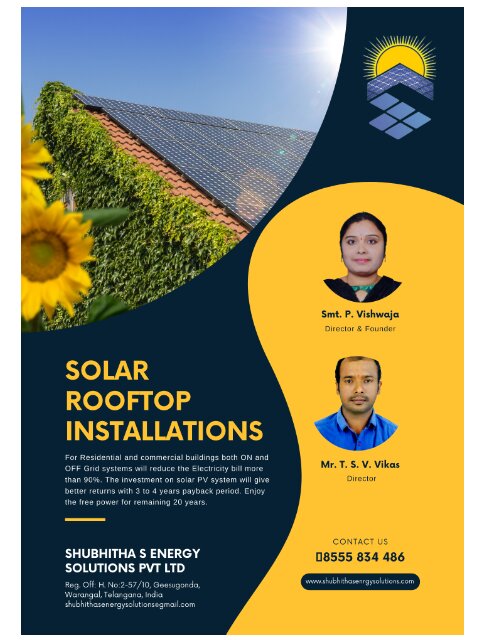 SOLAR
ROOFTOP
INSTALLATIONS
For Residential and commercial buildings both ON and
OFF Grid systems will reduce the Electricity bill more
than 90%. The investment on solar PV system will give
better returns with 3 to 4 years payback period. Enjoy
the free power for remaining 20 years.
SHUBHITHA S ENERGY
SOLUTIONS PVT LTD
Reg. Off: H. No:2-57/10, Geesugonda,
Warangal, Telangana, India
shubhithasenergysolutions@gmail.com
Smt. P. Vishwaja
Director & Founder
Mr. T. S. V. Vikas
Director
CONTACT US
8555 834 486
www.shubhithasenrgysolutions.com